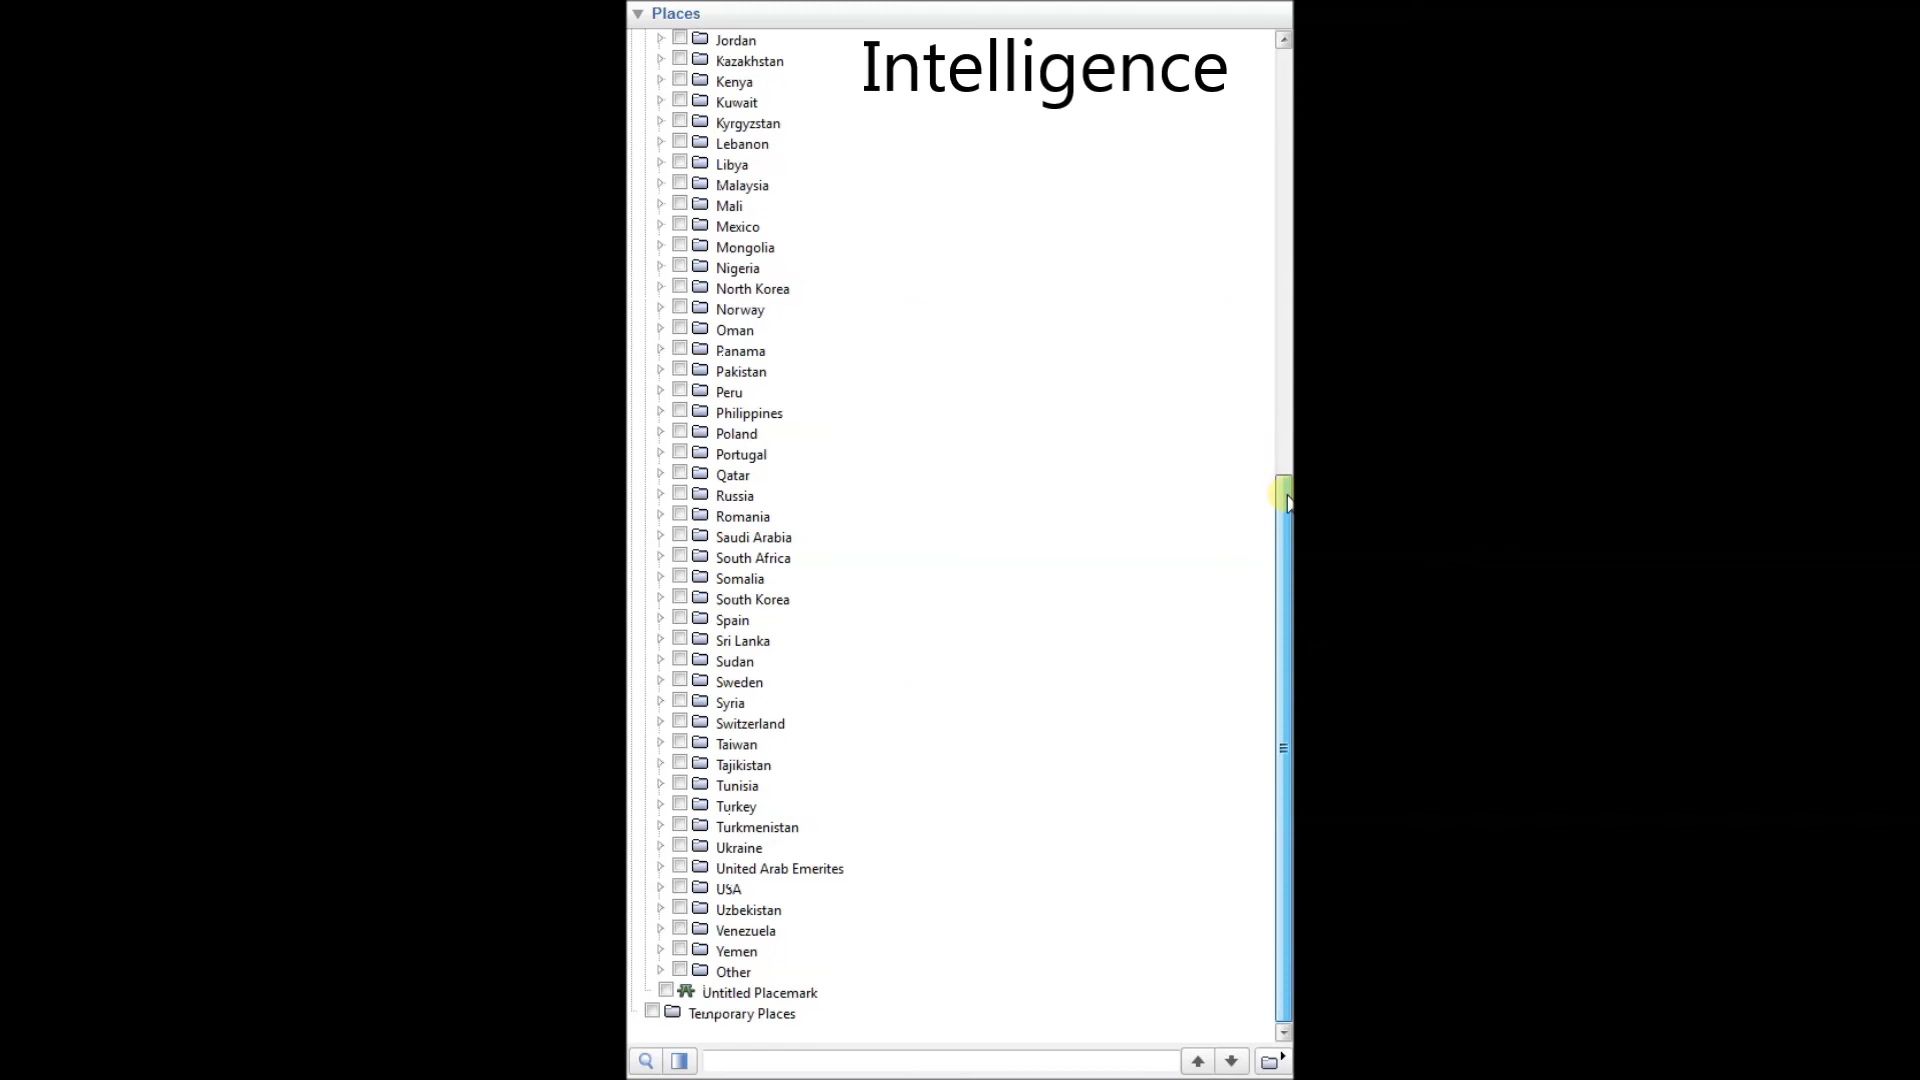 Places
Intelligence
Jordan
Kazakhstan
Kenya
Kuwait
Kyrgyzstan
Lebanon
Libya
Malaysia
Mali
Mexico
Mongolia
Nigeria
North Korea
Norway
Oman
Panama
Pakistan
Peru
Philippines
Poland
Portugal
Qatar
Russia
Romania
Saudi Arabia
South Africa
Somalia
South Korea
Spain
Sri Lanka
Sudan
Sweden
Syria
Switzerland
Taiwan
Tajikistan
Tunisia
Turkey
Turkmenistan
Ukraine
United Arab Emerites
USA
Uzbekistan
Venezuela
Yemen
Other
Untitled Placemark
Temporary Places